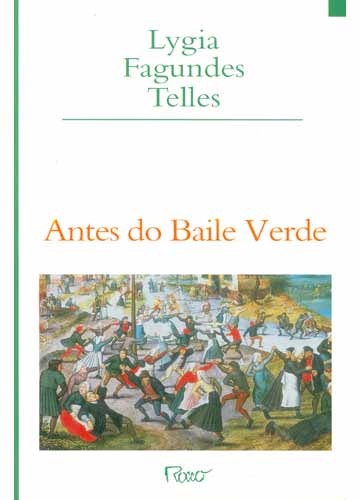 Lygia
Fagundes
Telles
Antes do Baile Verde
Rocco